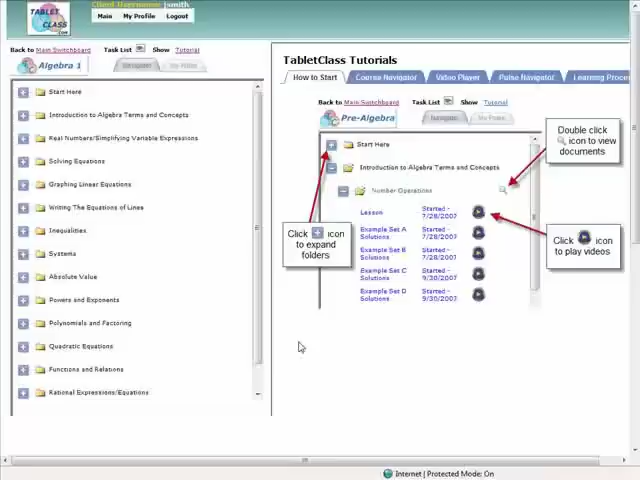 TABLET
CLASS
.COM
Client Username: jsmith
Main My Profile Logout
Back to Main Switchboard Task List Show Tutorial
Algebra 1 Navigator My Folder
Start Here
Introduction to Algebra Terms and Concepts
Real Numbers/Simplifying Variable Expressions
Solving Equations
Graphing Linear Equations
Writing The Equations of Lines
Inequalities
Systems
Absolute Value
Powers and Exponents
Polynomials and Factoring
Quadratic Equations
Functions and Relations
Rational Expressions/Equations
TabletClass Tutorials
How to Start Course Navigator Video Player Pulse Navigator Learning Proce
Back to Main Switchboard Task List Show Tutorial
Pre-Algebra Navigator
Start Here
Introduction to Algebra Terms and Concepts
Number Operations
Lesson Started -
7/28/2007
Example Set A Started -
Solutions 7/28/2007
Example Set B Started -
Solutions 7/28/2007
Example Set C Started -
Solutions 9/30/2007
Example Set D Started -
Solutions 9/30/2007
Click icon
to expand
folders
Double click
icon to view
documents
Click icon
to play videos
Internet | Protected Mode: On